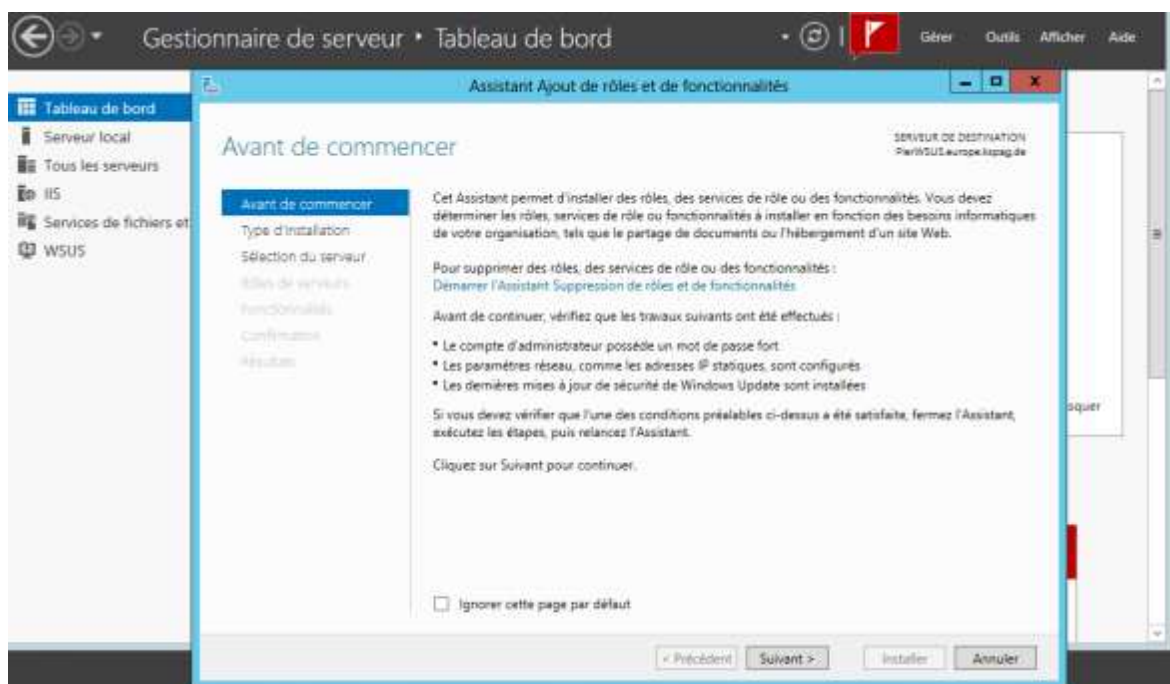 Gestionnaire de serveur • Tableau de bord
Gérer Outils Afficher Aide
Assistant Ajout de rôles et de fonctionnalités
Tableau de bord
Serveur local
Tous les serveurs
IIS
Services de fichiers et
WSUS
Avant de commencer
SERVEUR DE DESTINATION
Avant de commencer
Type d'installation
Sélection du serveur
Rôles de serveurs
Fonctionnalités
Confirmation
Résultats
Cet Assistant permet d'installer des rôles, des services de rôle ou des fonctionnalités. Vous devez
déterminer les rôles, services de rôle ou fonctionnalités à installer en fonction des besoins informatiques
de votre organisation, tels que le partage de documents ou l'hébergement d'un site Web.
Pour supprimer des rôles, des services de rôle ou des fonctionnalités :
Démarrer l'Assistant Suppression de rôles et de fonctionnalités
Avant de continuer, vérifiez que les travaux suivants ont été effectués :
• Le compte d'administrateur possède un mot de passe fort
• Les paramètres réseau, comme les adresses IP statiques, sont configurés
• Les dernières mises à jour de sécurité de Windows Update sont installées
Si vous devez vérifier que l'une des conditions préalables ci-dessus a été satisfaite, fermez l'Assistant,
exécutez les étapes, puis relancez l'Assistant.
Cliquez sur Suivant pour continuer.
squer
Ignorer cette page par défaut
< Précédent Suivant > Installer Annuler